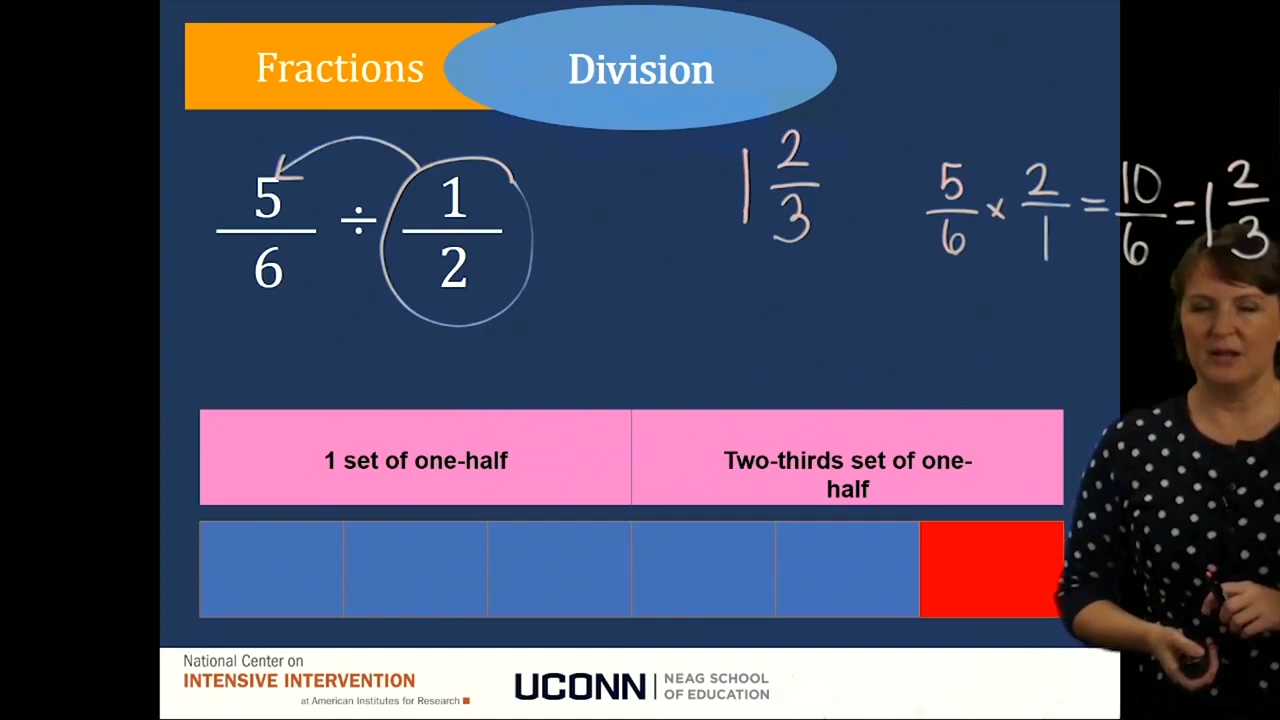 Fractions
Division
5/6 ÷ 1/2
1 2/3
5/6 × 2/1 = 10/6 = 1 2/3
1 set of one-half
Two-thirds set of one-
half
National Center on
INTENSIVE INTERVENTION
at American Institutes for Research
UCONN
NEAG SCHOOL
OF EDUCATION